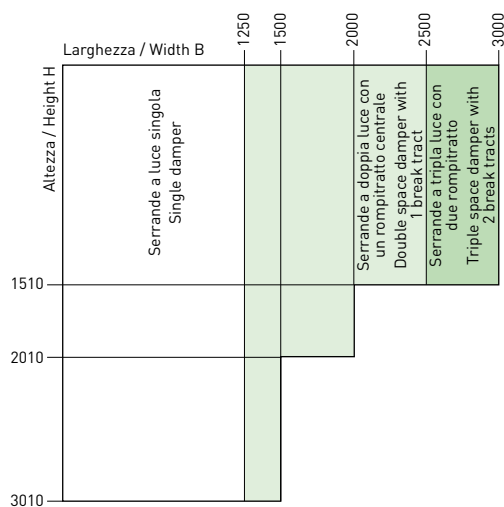 Larghezza / Width B
1250
1500
2000
2500
3000
Altezza / Height H
Serrande a luce singola
Single damper
Serrande a doppia luce con
un rompitratto centrale
Double space damper with
1 break tract
Serrande a tripla luce con
due rompitratto
Triple space damper with
2 break tracts
1510
2010
3010